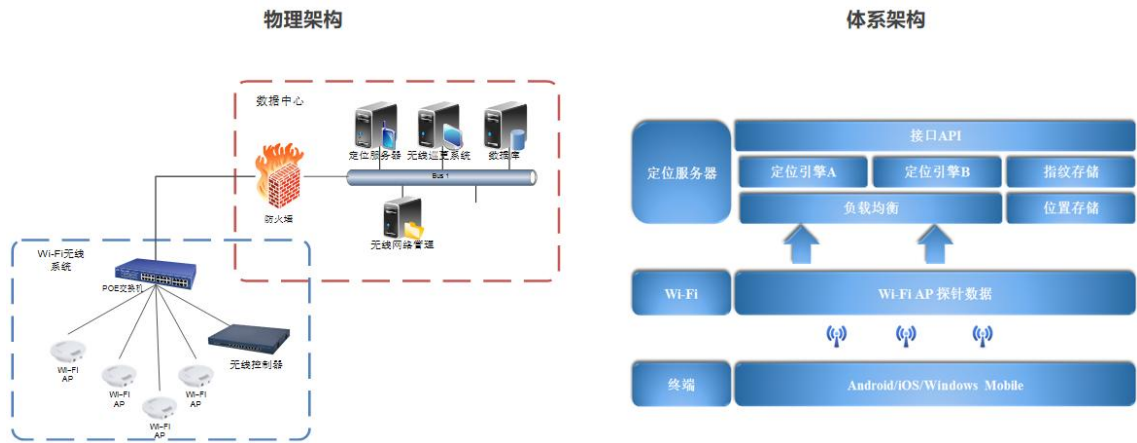 物理架构
数据中心
定位服务器
无线巡更系统
数据库
Bus 1
防火墙
无线网络管理
Wi-Fi无线
系统
POE交换机
Wi-Fi
AP
Wi-Fi
AP
Wi-Fi
AP
Wi-Fi
AP
无线控制器
体系架构
定位服务器
接口API
定位引擎A
定位引擎B
指纹存储
负载均衡
位置存储
Wi-Fi
Wi-Fi AP 探针数据
终端
Android/iOS/Windows Mobile